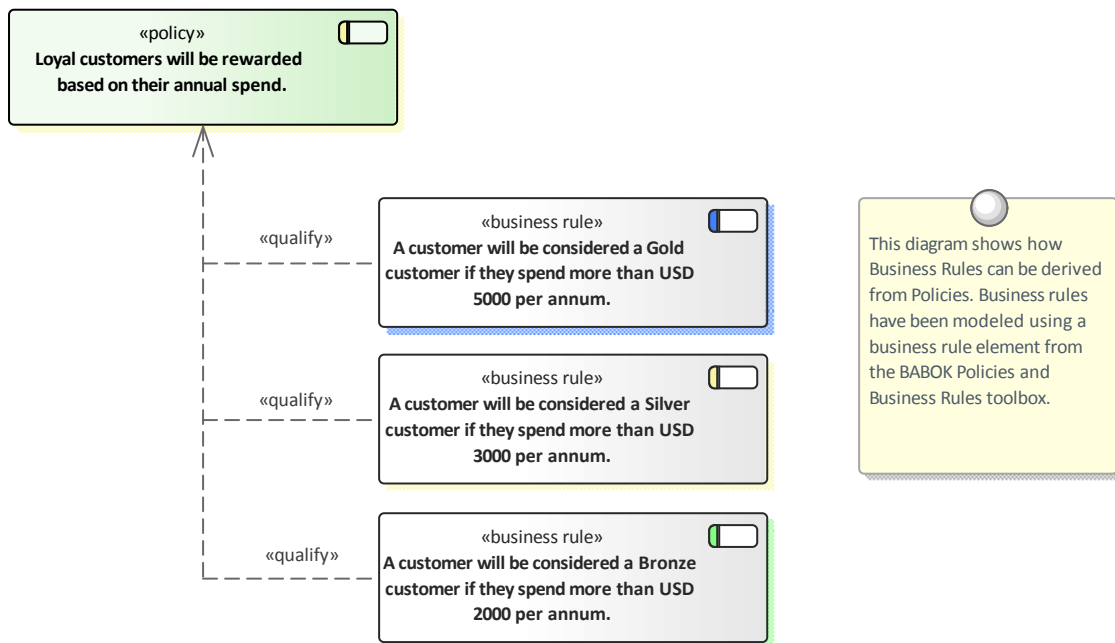 «policy»
Loyal customers will be rewarded
based on their annual spend.
«qualify»
«business rule»
A customer will be considered a Gold
customer if they spend more than USD
5000 per annum.
«qualify»
«business rule»
A customer will be considered a Silver
customer if they spend more than USD
3000 per annum.
«qualify»
«business rule»
A customer will be considered a Bronze
customer if they spend more than USD
2000 per annum.
This diagram shows how
Business Rules can be derived
from Policies. Business rules
have been modeled using a
business rule element from
the BABOK Policies and
Business Rules toolbox.